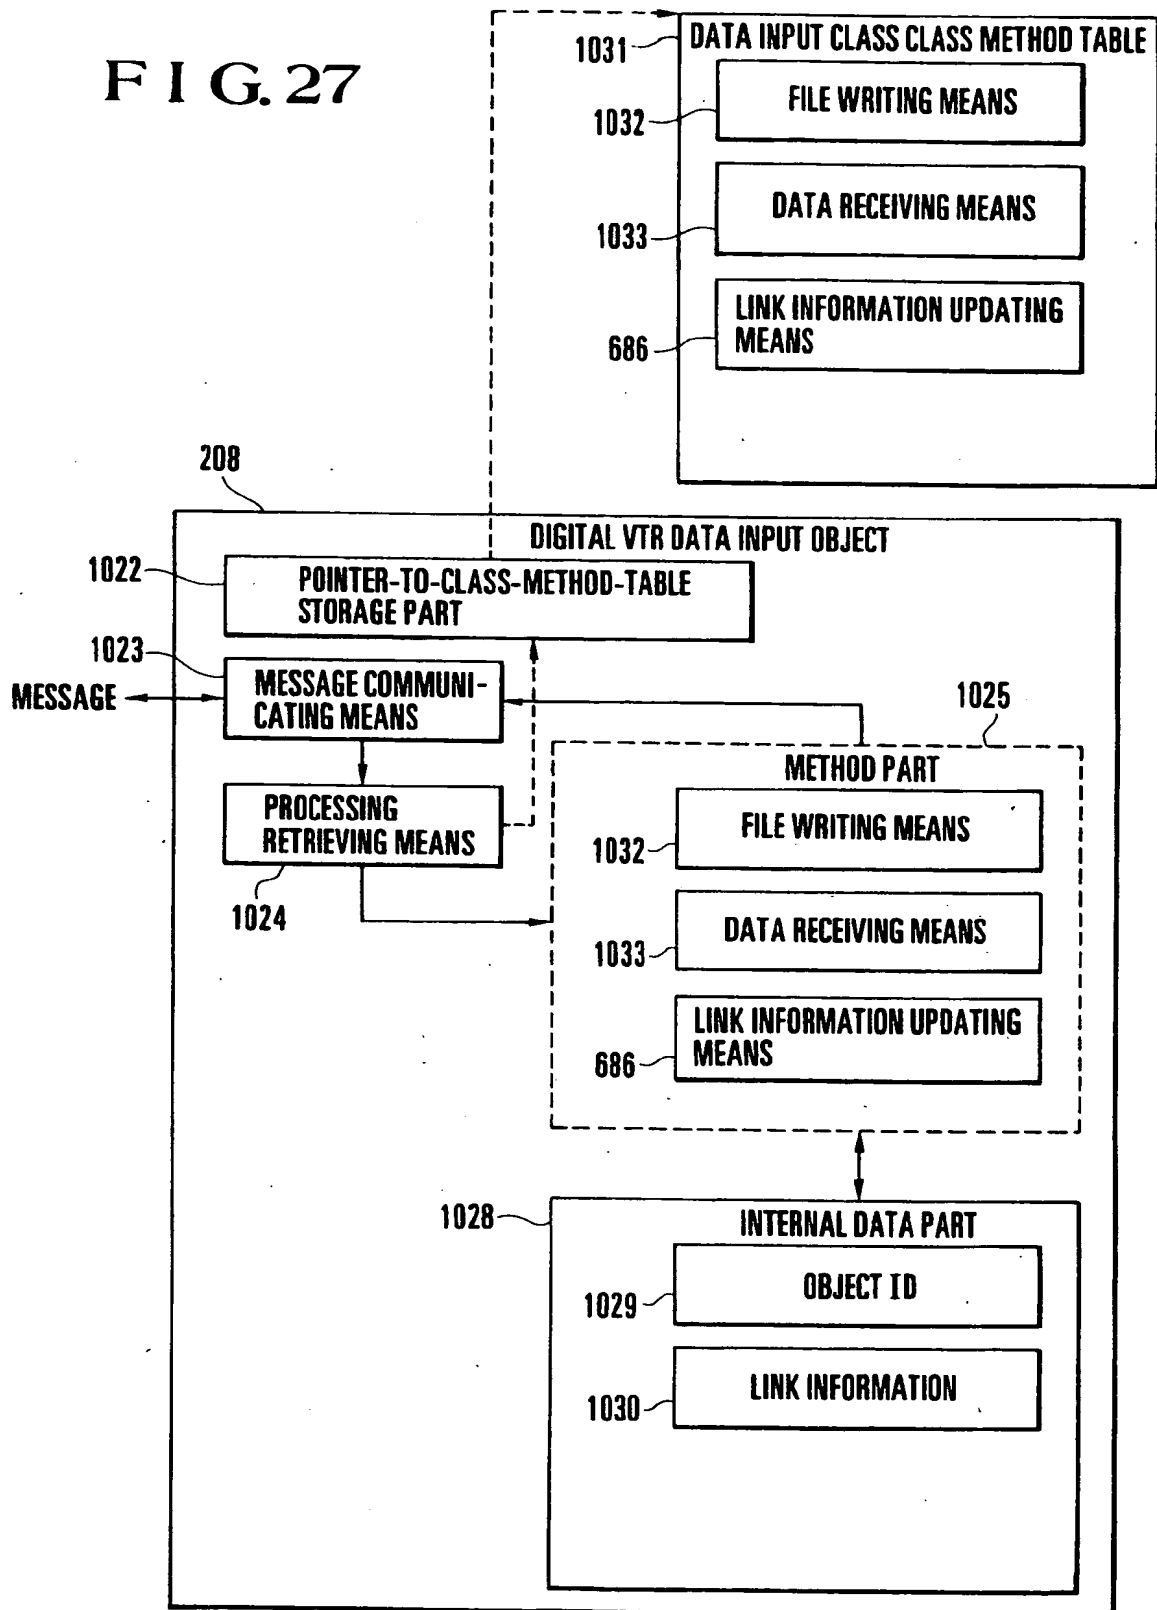 FIG. 27
1031
DATA INPUT CLASS CLASS METHOD TABLE
1032
FILE WRITING MEANS
1033
DATA RECEIVING MEANS
686
LINK INFORMATION UPDATING
MEANS
208
DIGITAL VTR DATA INPUT OBJECT
1022
POINTER-TO-CLASS-METHOD-TABLE
STORAGE PART
1023
MESSAGE
MESSAGE COMMUNI-
CATING MEANS
1024
PROCESSING
RETRIEVING MEANS
1025
METHOD PART
1032
FILE WRITING MEANS
1033
DATA RECEIVING MEANS
686
LINK INFORMATION UPDATING
MEANS
1028
INTERNAL DATA PART
1029
OBJECT ID
1030
LINK INFORMATION